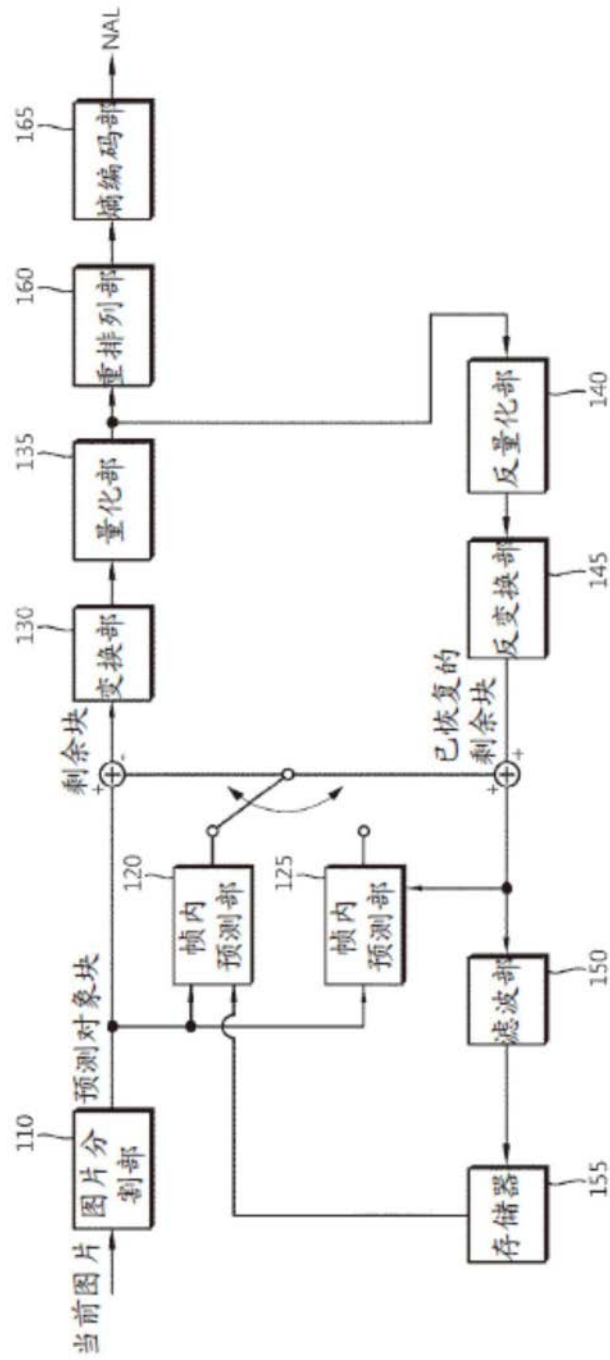 当前图片
110
图片分
割部
预测对象块
剩余块
+
-
130
变换部
135
量化部
160
重排列部
165
熵编码部
NAL
120
帧内
预测部
125
帧内
预测部
已恢复的
剩余块
+
+
反变换部
145
反量化部
140
滤波部
150
存储器
155